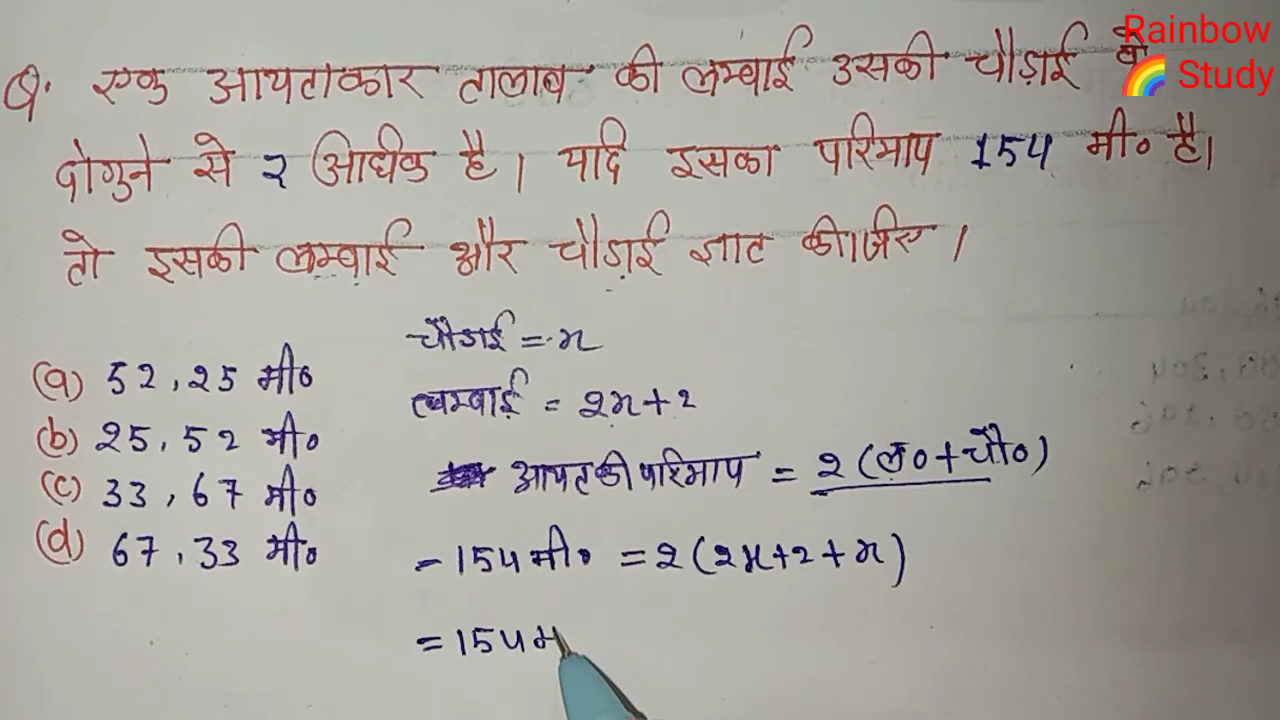 Rainbow
Study
Q. एक आयताकार तालाब की लम्बाई उसकी चौड़ाई के
दोगुने से २ अधिक है। यदि इसका परिमाप 154 मी० है।
तो इसकी लम्बाई और चौड़ाई ज्ञात कीजिए।
(a) 52, 25 मी०
(b) 25, 52 मी०
(c) 33, 67 मी०
(d) 67, 33 मी०
चौड़ाई = x
लम्बाई = 2x+2
आयत की परिमाप = 2 (ल० + चौ०)
= 154 मी० = 2 (2x+2+x)
= 154 म